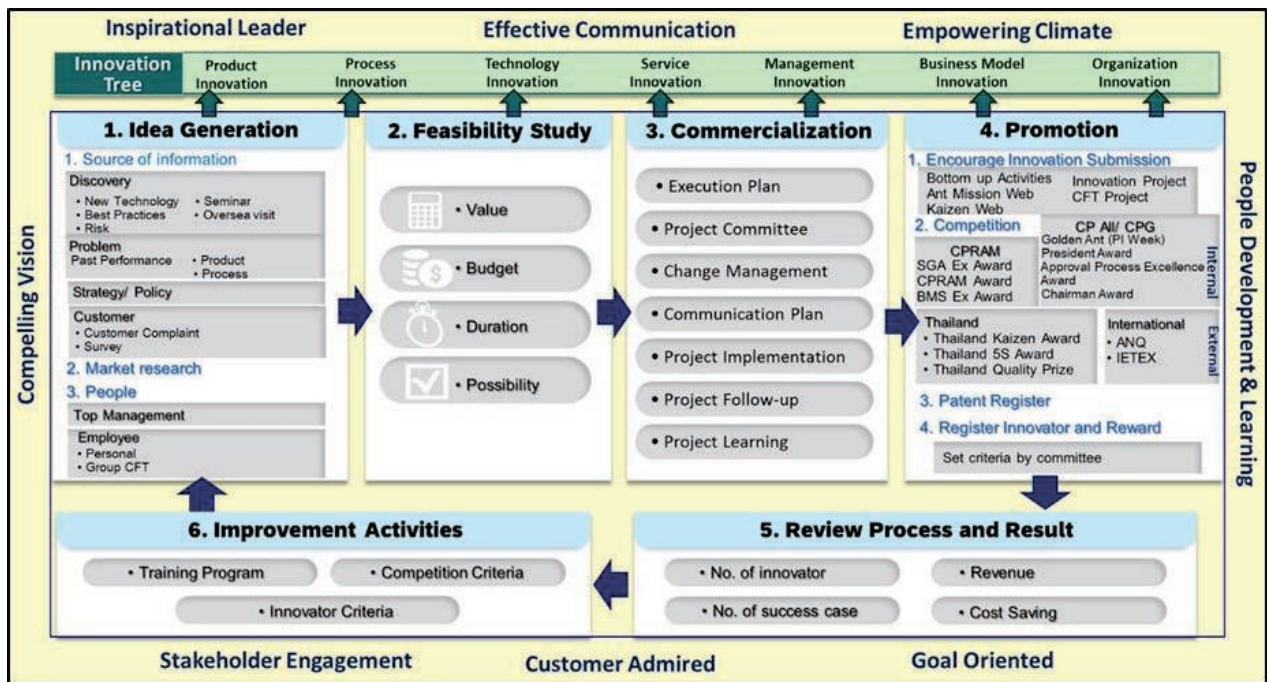 Inspirational Leader
Effective Communication
Empowering Climate
Innovation
Tree
Product
Innovation
Process
Innovation
Technology
Innovation
Service
Innovation
Management
Innovation
Business Model
Innovation
Organization
Innovation
Compelling Vision
1. Idea Generation
1. Source of information
Discovery
• New Technology
• Best Practices
• Risk
• Seminar
• Oversea visit
Problem
Past Performance
• Product
• Process
Strategy/ Policy
Customer
• Customer Complaint
• Survey
2. Market research
3. People
Top Management
Employee
• Personal
• Group CFT
2. Feasibility Study
• Value
• Budget
• Duration
• Possibility
3. Commercialization
• Execution Plan
• Project Committee
• Change Management
• Communication Plan
• Project Implementation
• Project Follow-up
• Project Learning
4. Promotion
1. Encourage Innovation Submission
Bottom up Activities
Ant Mission Web
Kaizen Web
Innovation Project
CFT Project
2. Competition
CPRAM
SGA Ex Award
CPRAM Award
BMS Ex Award
CP All/ CPG
Golden Ant (PI Week)
President Award
Approval Process Excellence
Award
Chairman Award
Internal
Thailand
• Thailand Kaizen Award
• Thailand 5S Award
• Thailand Quality Prize
International
• ANQ
• IETEX
External
3. Patent Register
4. Register Innovator and Reward
Set criteria by committee
People Development & Learning
6. Improvement Activities
• Training Program
• Competition Criteria
• Innovator Criteria
5. Review Process and Result
• No. of innovator
• Revenue
• No. of success case
• Cost Saving
Stakeholder Engagement
Customer Admired
Goal Oriented